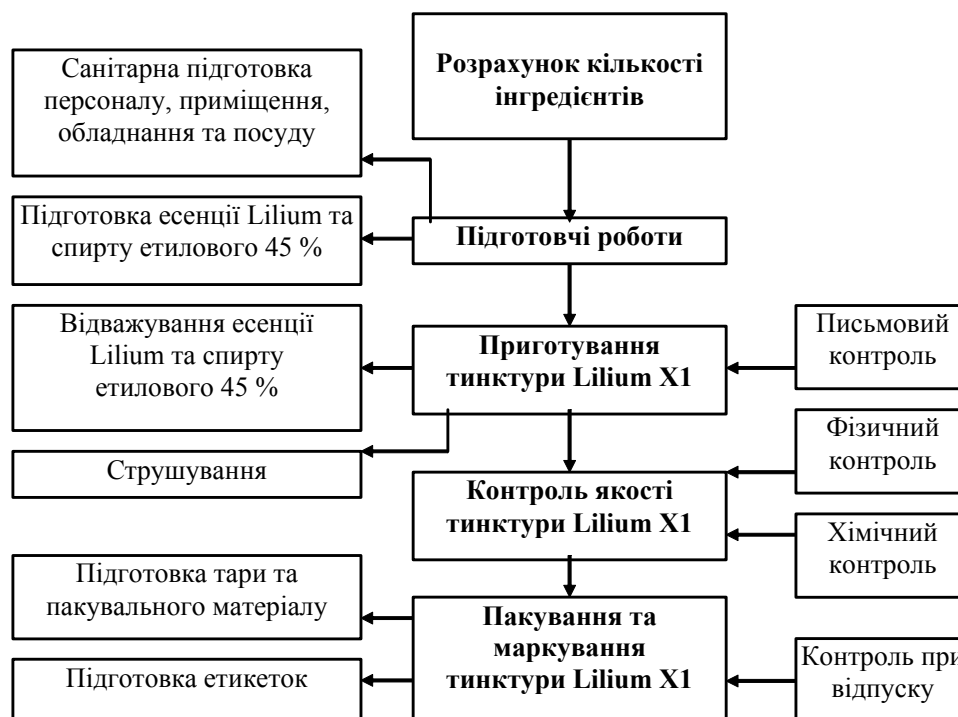 Розрахунок кількості
інгредієнтів
Санітарна підготовка
персоналу, приміщення,
обладнання та посуду
Підготовка есенції Lilium та
спирту етилового 45 %
Підготовчі роботи
Відважування есенції
Lilium та спирту
етилового 45 %
Приготування
тинктури Lilium X1
Письмовий
контроль
Струшування
Фізичний
контроль
Контроль якості
тинктури Lilium X1
Хімічний
контроль
Підготовка тари та
пакувального матеріалу
Пакування та
маркування
тинктури Lilium X1
Підготовка етикеток
Контроль при
відпуску